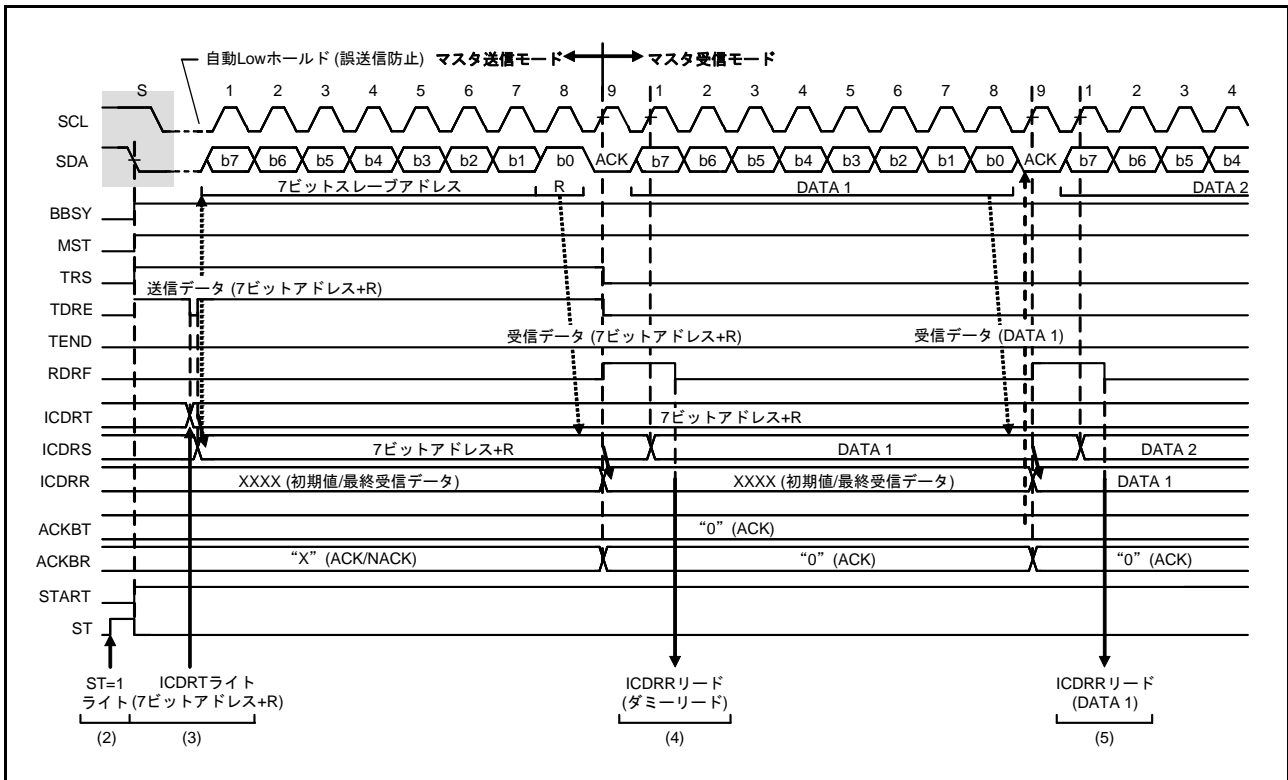 自動Lowホールド (誤送信防止) マスタ送信モード マスタ受信モード
S 1 2 3 4 5 6 7 8 9 1 2 3 4 5 6 7 8 9 1 2 3 4
SCL
SDA b7 b6 b5 b4 b3 b2 b1 b0 ACK b7 b6 b5 b4 b3 b2 b1 b0 ACK b7 b6 b5 b4
7ビットスレーブアドレス R DATA 1 DATA 2
BBSY
MST
TRS
送信データ (7ビットアドレス+R)
TDRE
受信データ (7ビットアドレス+R) 受信データ (DATA 1)
TEND
RDRF
ICDRT 7ビットアドレス+R
ICDRS 7ビットアドレス+R DATA 1 DATA 2
ICDRR XXXX (初期値/最終受信データ) XXXX (初期値/最終受信データ) DATA 1
ACKBT “0” (ACK)
ACKBR “X” (ACK/NACK) “0” (ACK) “0” (ACK)
START
ST
ST=1 ICDRTライト ICDRRリード ICDRRリード
ライト (7ビットアドレス+R) (ダミーリード) (DATA 1)
(2) (3) (4) (5)